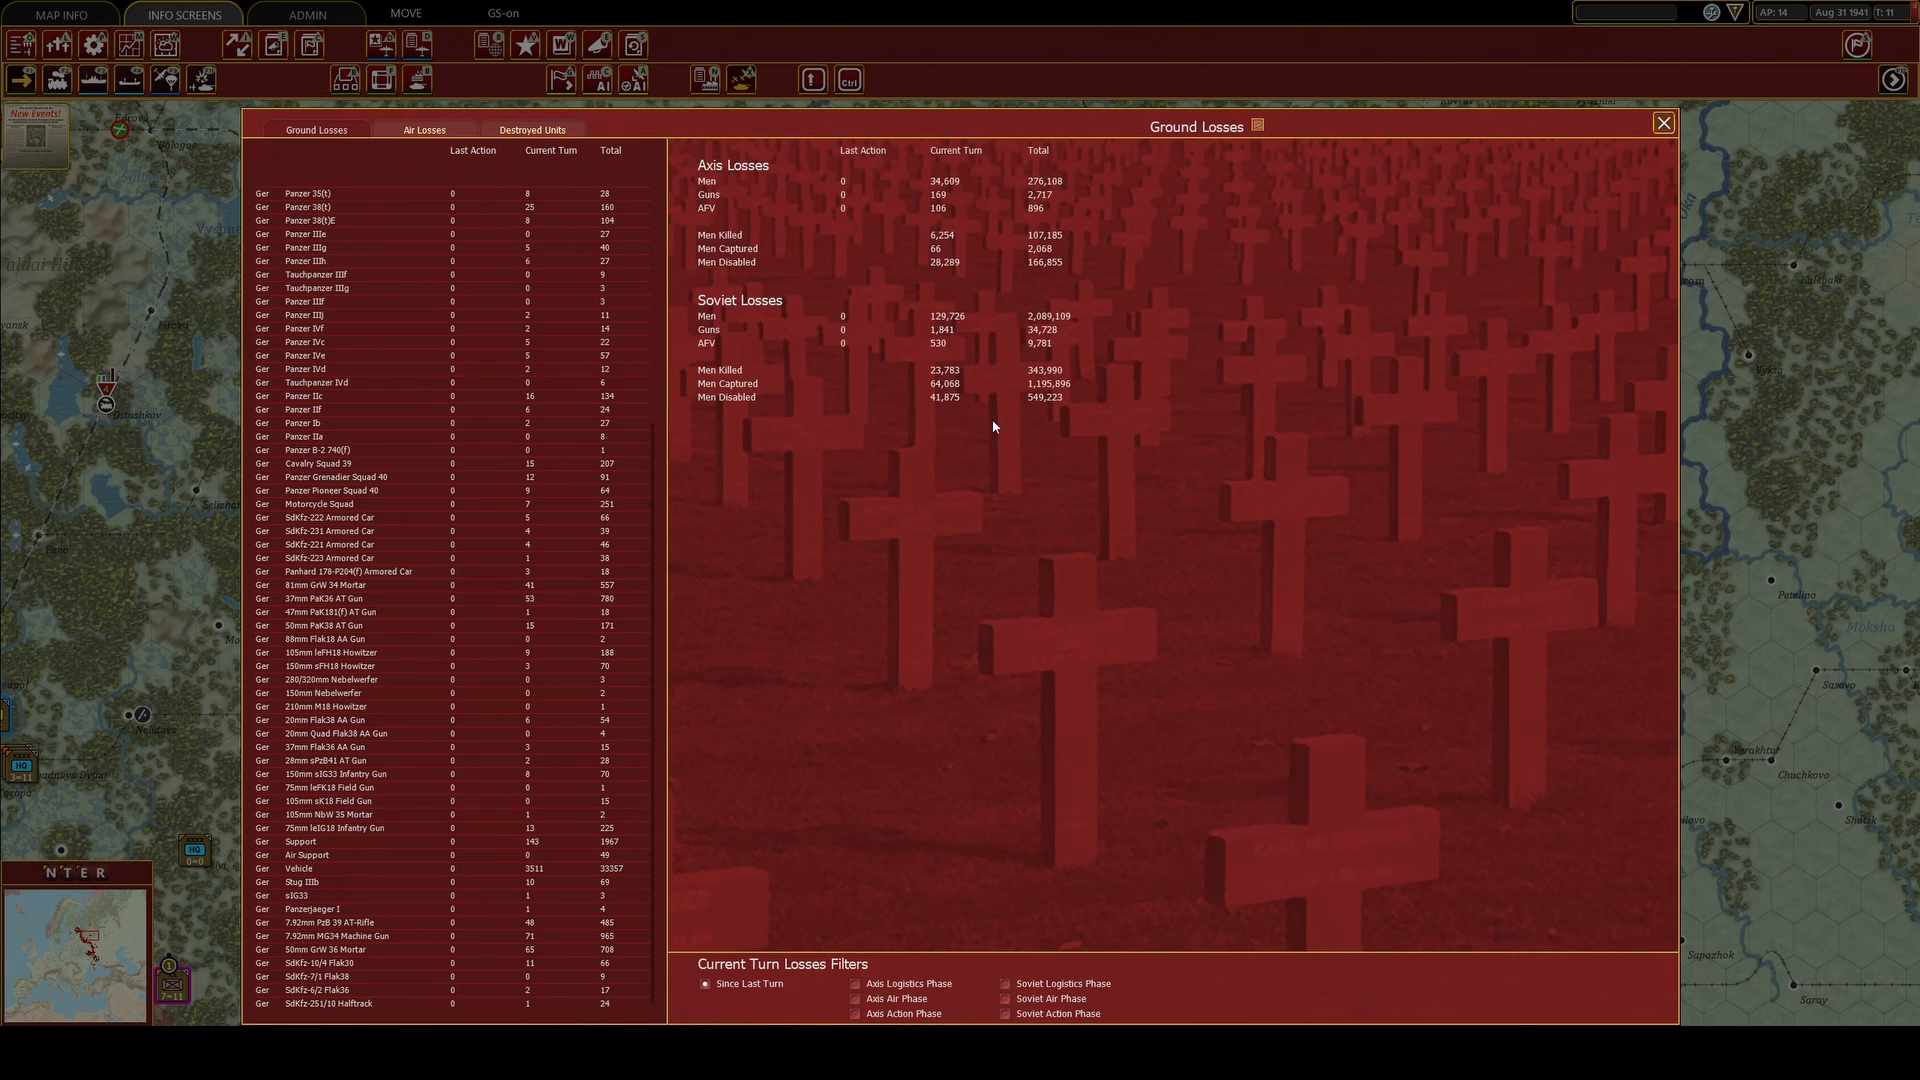 MAP INFO INFO SCREENS ADMIN MOVE GS-on AP: 14 Aug 31 1941 T: 11
New Events!
Ground Losses Air Losses Destroyed Units Ground Losses
Last Action Current Turn Total
Ger Panzer 35(t) 0 8 28
Ger Panzer 38(t) 0 25 160
Ger Panzer 38(t)E 0 8 104
Ger Panzer IIIe 0 0 27
Ger Panzer IIIg 0 5 40
Ger Panzer IIIh 0 6 27
Ger Tauchpanzer IIIf 0 0 9
Ger Tauchpanzer IIIg 0 0 3
Ger Panzer IIIf 0 0 3
Ger Panzer IIIj 0 2 11
Ger Panzer IVf 0 2 14
Ger Panzer IVc 0 5 22
Ger Panzer IVe 0 5 57
Ger Panzer IVd 0 2 12
Ger Tauchpanzer IVd 0 0 6
Ger Panzer IIc 0 16 134
Ger Panzer IIf 0 6 24
Ger Panzer Ib 0 2 27
Ger Panzer IIa 0 0 8
Ger Panzer B-2 740(f) 0 0 1
Ger Cavalry Squad 39 0 15 207
Ger Panzer Grenadier Squad 40 0 12 91
Ger Panzer Pioneer Squad 40 0 9 64
Ger Motorcycle Squad 0 7 251
Ger SdKfz-222 Armored Car 0 5 66
Ger SdKfz-231 Armored Car 0 4 39
Ger SdKfz-221 Armored Car 0 4 46
Ger SdKfz-223 Armored Car 0 1 38
Ger Panhard 178-P204(f) Armored Car 0 3 18
Ger 81mm GrW 34 Mortar 0 41 557
Ger 37mm PaK36 AT Gun 0 53 780
Ger 47mm PaK181(f) AT Gun 0 1 18
Ger 50mm PaK38 AT Gun 0 15 171
Ger 88mm Flak18 AA Gun 0 0 2
Ger 105mm leFH18 Howitzer 0 9 188
Ger 150mm sFH18 Howitzer 0 3 70
Ger 280/320mm Nebelwerfer 0 0 3
Ger 150mm Nebelwerfer 0 0 2
Ger 210mm M18 Howitzer 0 0 1
Ger 20mm Flak38 AA Gun 0 6 54
Ger 20mm Quad Flak38 AA Gun 0 0 4
Ger 37mm Flak36 AA Gun 0 3 15
Ger 28mm sPzB41 AT Gun 0 2 28
Ger 150mm sIG33 Infantry Gun 0 8 70
Ger 75mm leFK18 Field Gun 0 0 1
Ger 105mm sK18 Field Gun 0 0 15
Ger 105mm NbW 35 Mortar 0 1 2
Ger 75mm leIG18 Infantry Gun 0 13 225
Ger Support 0 143 1967
Ger Air Support 0 0 49
Ger Vehicle 0 3511 33357
Ger Stug IIIb 0 10 69
Ger sIG33 0 1 3
Ger Panzerjaeger I 0 1 4
Ger 7.92mm PzB 39 AT-Rifle 0 48 485
Ger 7.92mm MG34 Machine Gun 0 71 965
Ger 50mm GrW 36 Mortar 0 65 708
Ger SdKfz-10/4 Flak30 0 11 66
Ger SdKfz-7/1 Flak38 0 0 9
Ger SdKfz-6/2 Flak36 0 2 17
Ger SdKfz-251/10 Halftrack 0 1 24
Last Action Current Turn Total
Axis Losses
Men 0 34,609 276,108
Guns 0 169 2,717
AFV 0 106 896
Men Killed 6,254 107,185
Men Captured 66 2,068
Men Disabled 28,289 166,855
Soviet Losses
Men 0 129,726 2,089,109
Guns 0 1,841 34,728
AFV 0 530 9,781
Men Killed 23,783 343,990
Men Captured 64,068 1,195,896
Men Disabled 41,875 549,223
Current Turn Losses Filters
Since Last Turn Axis Logistics Phase Soviet Logistics Phase
Axis Air Phase Soviet Air Phase
Axis Action Phase Soviet Action Phase
Edrova
Bologoe
Firova
Ostashkov
Peno
Nelidovo
HQ
3=11
HQ
0=0
7=11
Oka
Kulebaki
Vyksa
Petelino
Moksha
Sasovo
Yerakhtur
Chuchkovo
Shatsk
Sapozhok
Saray
Ctrl
AI
AI